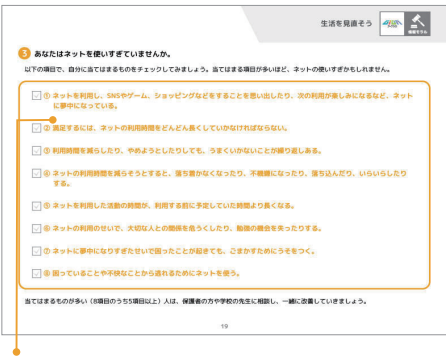 生活を見直そう
3 あなたはネットを使いすぎていませんか。
以下の項目で、自分に当てはまるものをチェックしてみましょう。当てはまる項目が多いほど、ネットの使いすぎかもしれません。
① ネットを利用し、SNSやゲーム、ショッピングなどをすることを思い出したり、次の利用が楽しみになるなど、ネット
に夢中になっている。
② 満足するには、ネットの利用時間をどんどん長くしていかなければならない。
③ 利用時間を減らしたり、やめようとしたりしても、うまくいかないことが繰り返しある。
④ ネットの利用時間を減らそうとすると、落ち着かなくなったり、不機嫌になったり、落ち込んだり、いらいらしたり
する。
⑤ ネットを利用した活動の時間が、利用する前に予定していた時間より長くなる。
⑥ ネットの利用のせいで、大切な人との関係を危うくしたり、勉強の機会を失ったりする。
⑦ ネットに夢中になりすぎたせいで困ったことが起きても、ごまかすためにうそをつく。
⑧ 困っていることや不快なことから逃れるためにネットを使う。
当てはまるものが多い（8項目のうち5項目以上）人は、保護者の方や学校の先生に相談し、一緒に改善していきましょう。
19